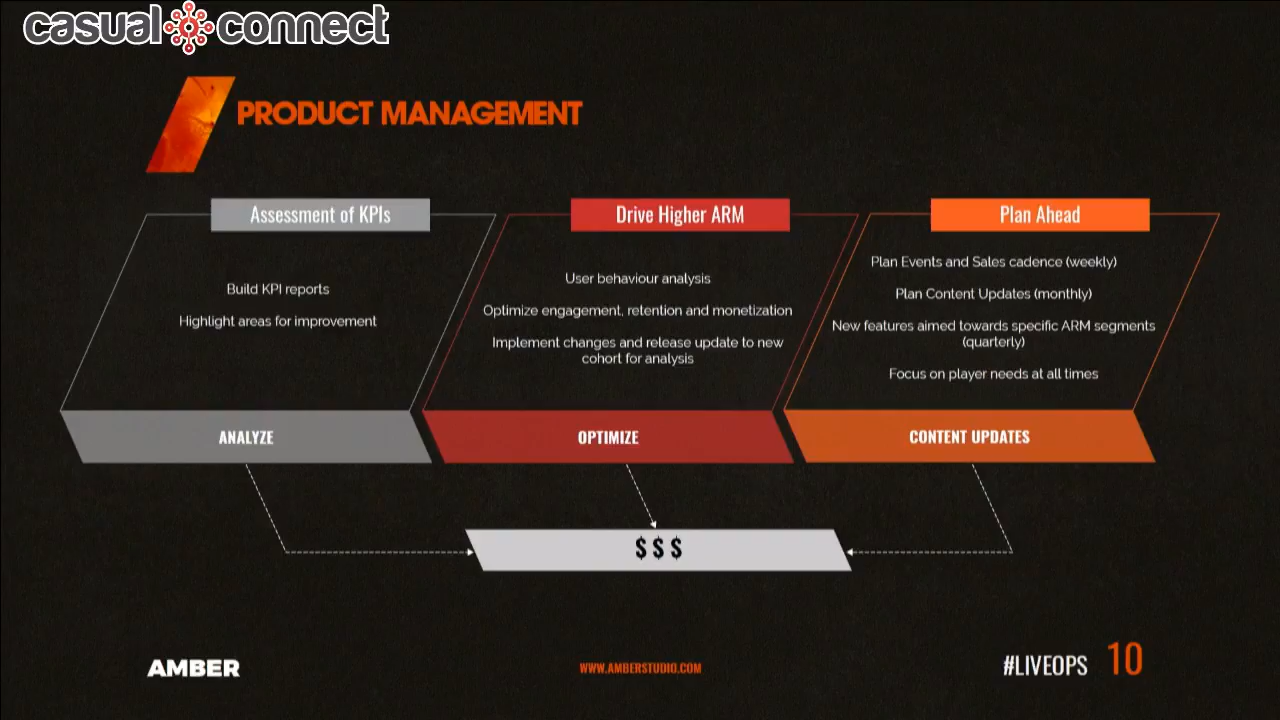 casual connect
PRODUCT MANAGEMENT
Assessment of KPIs
Build KPI reports
Highlight areas for improvement
ANALYZE
Drive Higher ARM
User behaviour analysis
Optimize engagement, retention and monetization
Implement changes and release update to new
cohort for analysis
OPTIMIZE
Plan Ahead
Plan Events and Sales cadence (weekly)
Plan Content Updates (monthly)
New features aimed towards specific ARM segments
(quarterly)
Focus on player needs at all times
CONTENT UPDATES
$ $ $
AMBER
WWW.AMBERSTUDIO.COM
#LIVEOPS 10